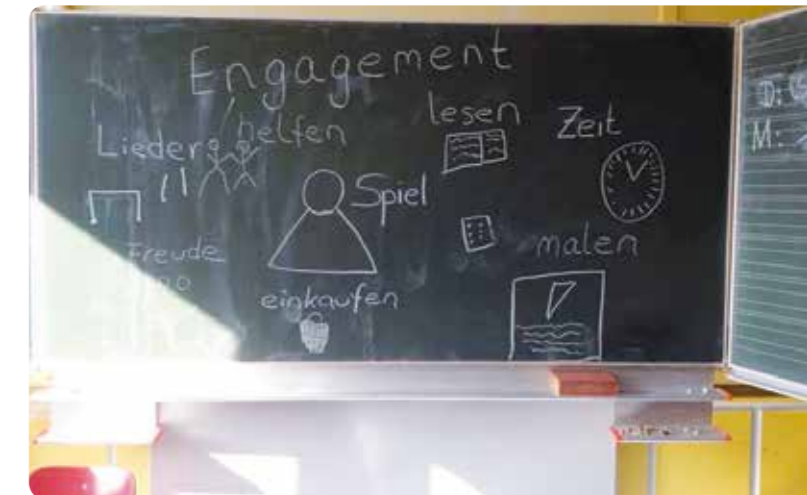 Engagement
lesen
Zeit
helfen
Lieder
Spiel
malen
Freude
einkaufen
D:
M: